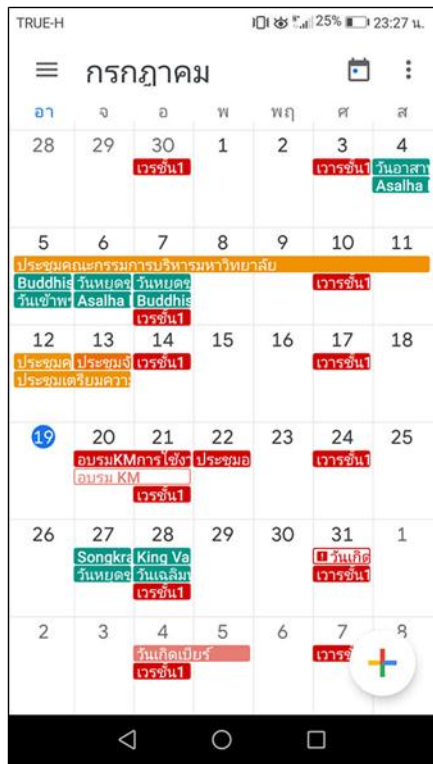 TRUE-H 25% 23:27 น.
กรกฎาคม
อา จ อ พ พฤ ศ ส
28 29 30 1 2 3 4
เวรชั้น1 เวารชั้น1 วันอาสา
Asalha
5 6 7 8 9 10 11
ประชุมคณะกรรมการบริหารมหาวิทยาลัย
Buddhis วันหยุดช วันหยุดช เวารชั้น1
วันเข้าพร Asalha Buddhis
เวรชั้น1
12 13 14 15 16 17 18
ประชุมค ประชุมจั เวรชั้น1 เวารชั้น1
ประชุมเตรียมควา
19 20 21 22 23 24 25
อบรมKMการใช้งา ประชุมอ เวารชั้น1
อบรม KM
เวรชั้น1
26 27 28 29 30 31 1
Songkra King Va วันเกิด
วันหยุดช วันเฉลิม เวารชั้น1
เวรชั้น1
2 3 4 5 6 7 8
วันเกิดเบียร์ เวารชั้
เวรชั้น1